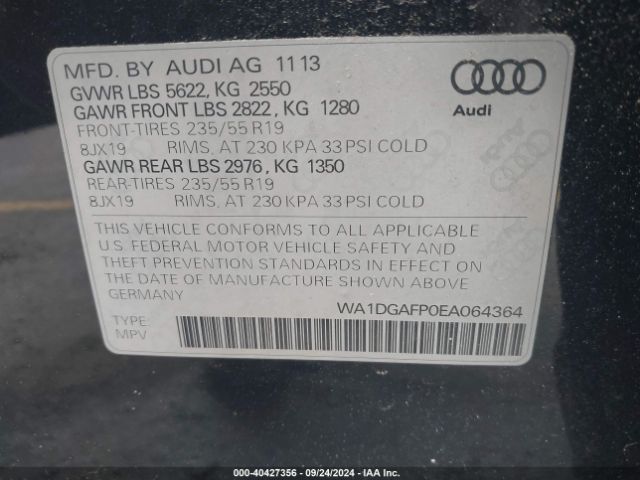 MFD. BY AUDI AG 11 13
GVWR LBS 5622, KG 2550
GAWR FRONT LBS 2822, KG 1280
FRONT-TIRES 235/55 R19
8JX19 RIMS, AT 230 KPA 33 PSI COLD
GAWR REAR LBS 2976, KG 1350
REAR-TIRES 235/55 R19
8JX19 RIMS, AT 230 KPA 33 PSI COLD
Audi
THIS VEHICLE CONFORMS TO ALL APPLICABLE
U.S. FEDERAL MOTOR VEHICLE SAFETY AND
THEFT PREVENTION STANDARDS IN EFFECT ON
THE DATE OF MANUFACTURE SHOWN ABOVE
GERMANY
WA1DGAFP0EA064364
TYPE:
MPV
000-40427356 - 09/24/2024 - IAA Inc.